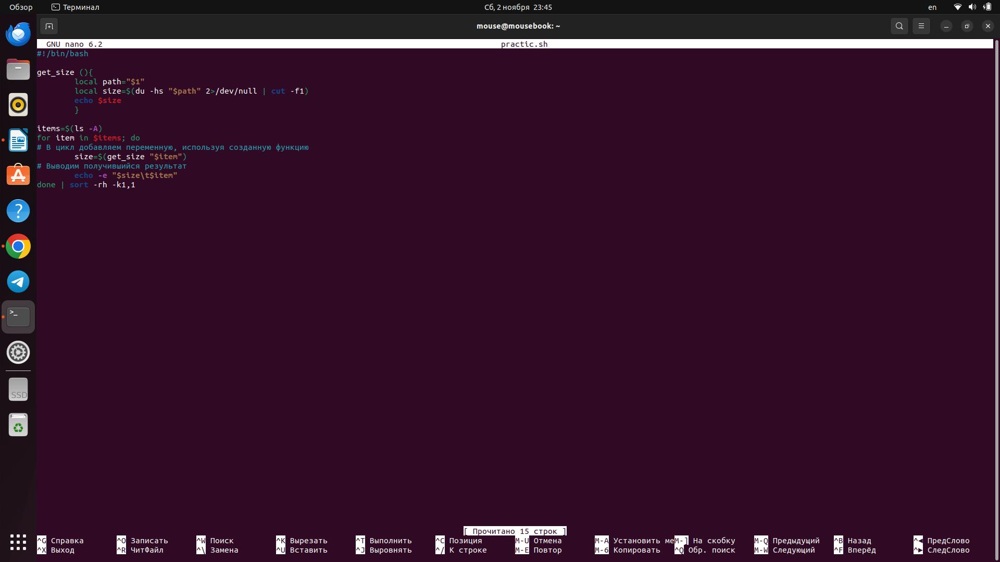 Обзор Терминал Сб, 2 ноября 23:45 en
mouse@mousebook: ~
GNU nano 6.2 practic.sh
#!/bin/bash
get_size (){
local path="$1"
local size=$(du -hs "$path" 2>/dev/null | cut -f1)
echo $size
}
items=$(ls -A)
for item in $items; do
# В цикл добавляем переменную, используя созданную функцию
size=$(get_size "$item")
# Выводим получившийся результат
echo -e "$size\t$item"
done | sort -rh -k1,1
SSD
[ Прочитано 15 строк ]
^G Справка ^O Записать ^W Поиск ^K Вырезать ^T Выполнить ^C Позиция M-U Отмена M-A Установить ме M-] На скобку M-Q Предыдущий ^B Назад ^◀ ПредСлово
^X Выход ^R ЧитФайл ^\ Замена ^U Вставить ^J Выровнять ^/ К строке M-E Повтор M-6 Копировать ^Q Обр. поиск M-W Следующий ^F Вперёд ^▶ СледСлово